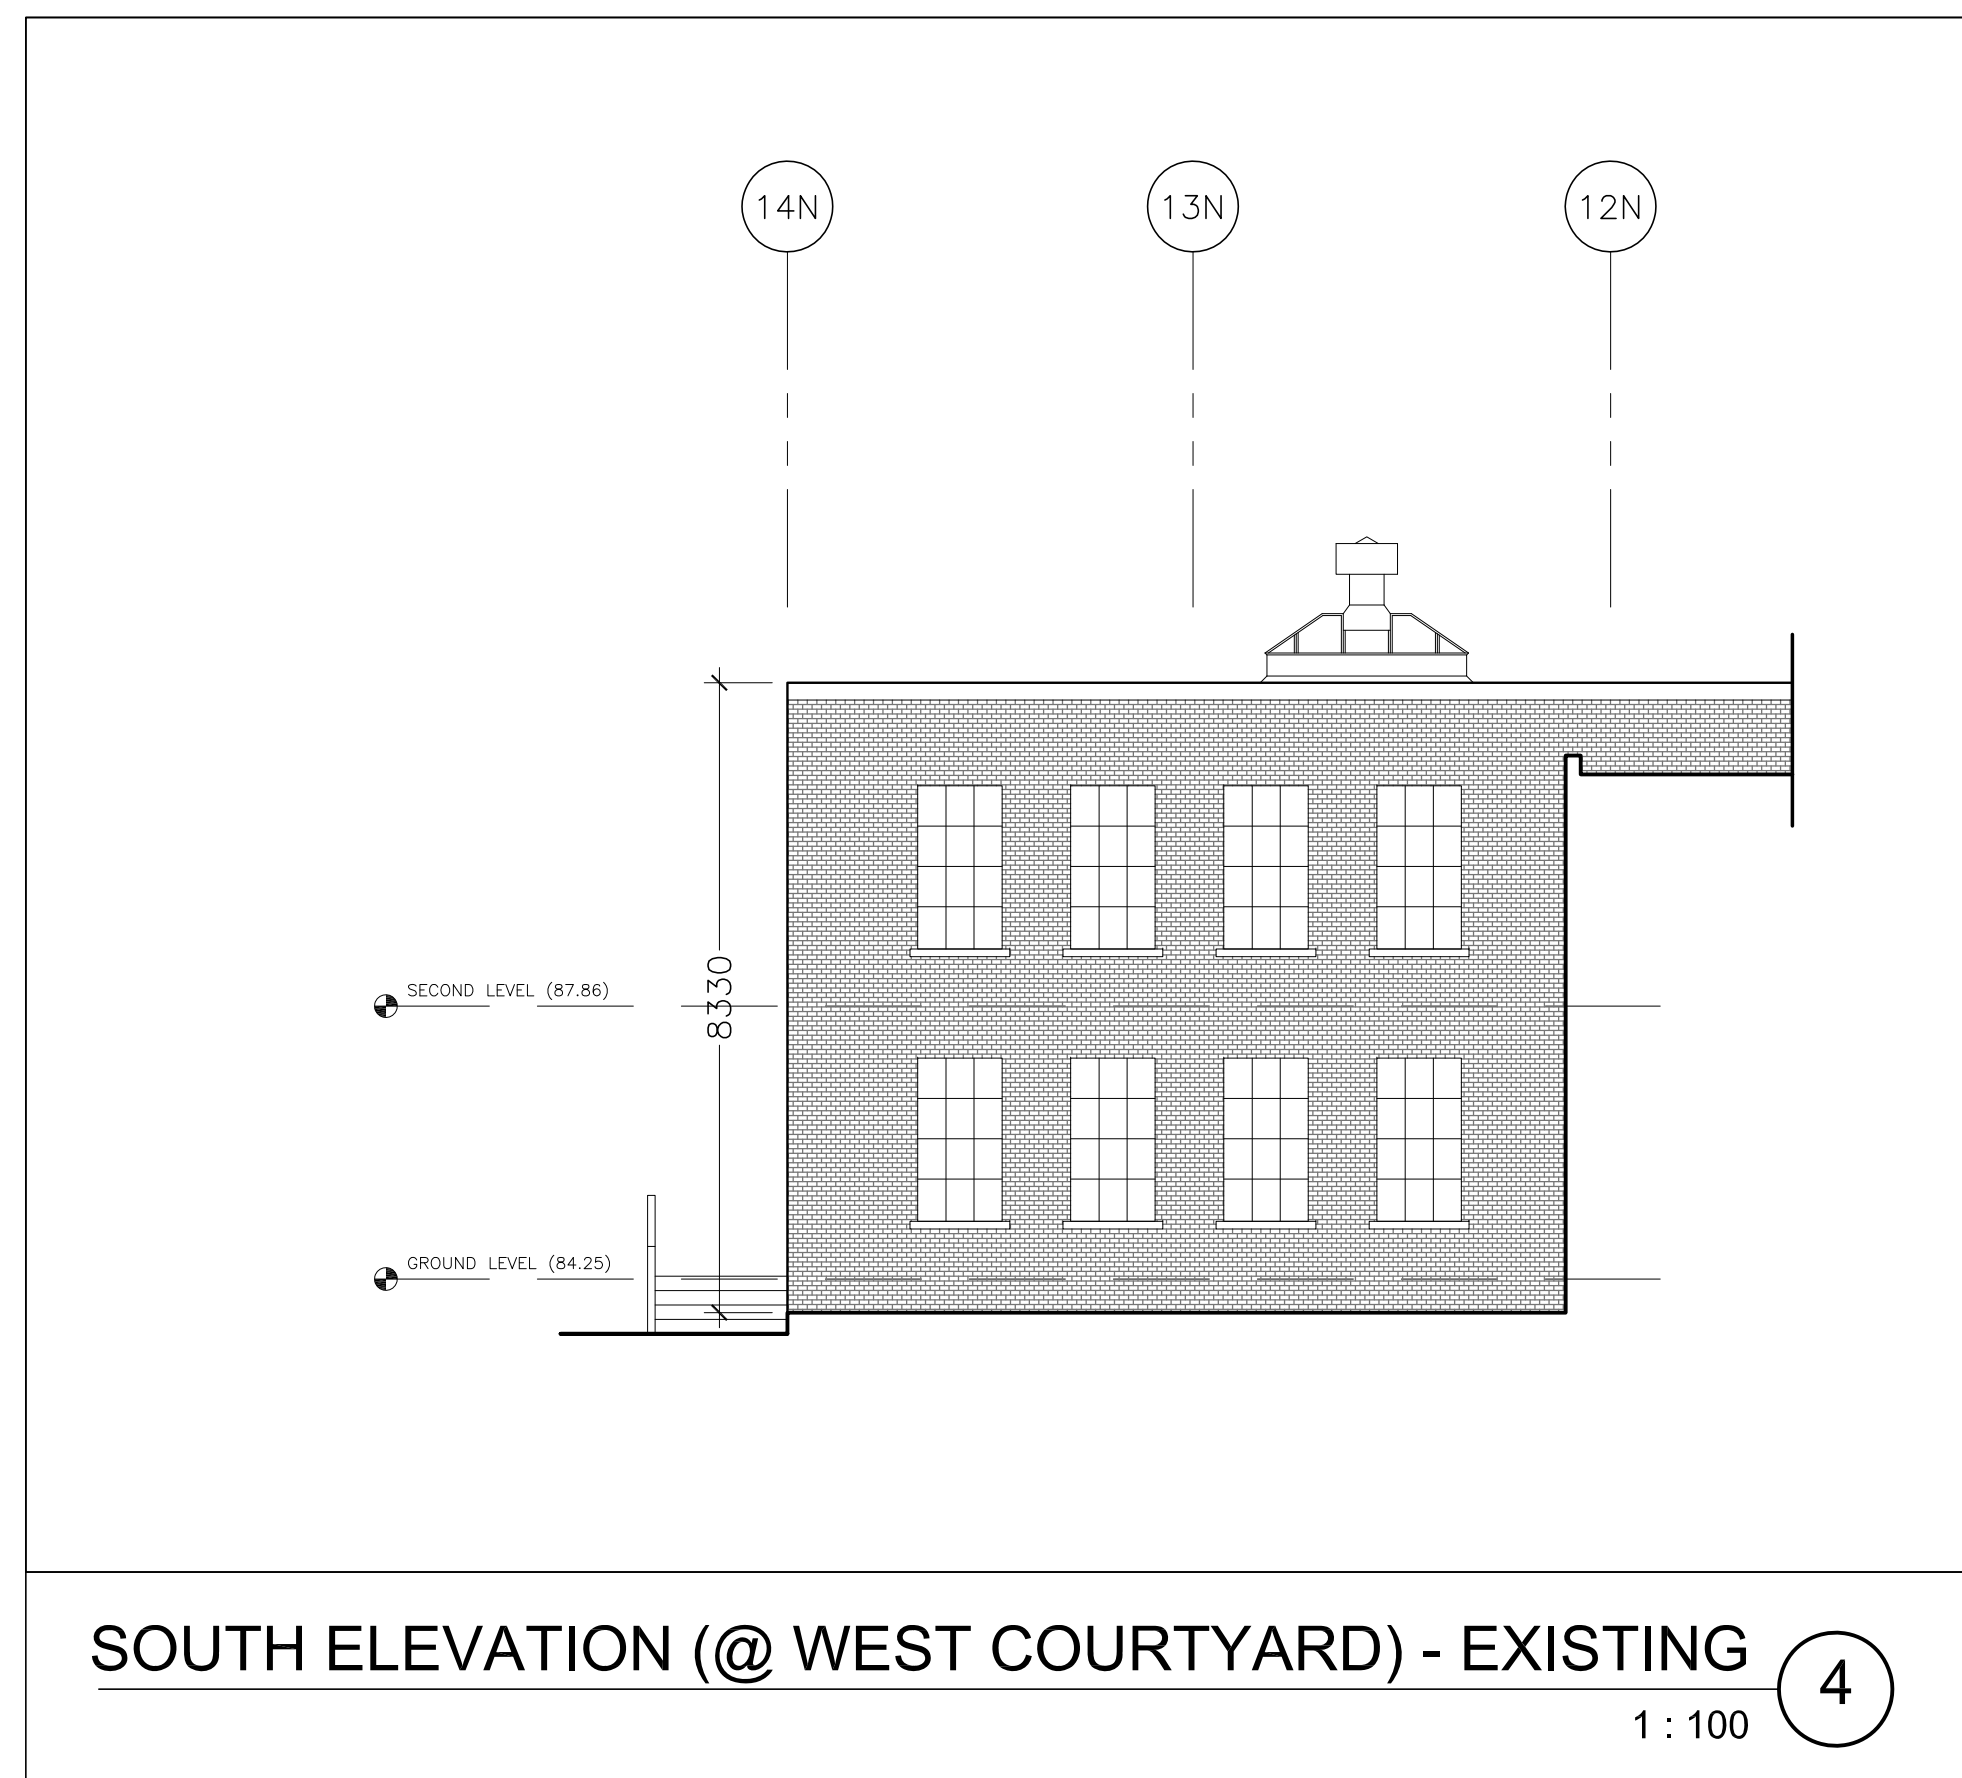 14N 13N 12N
8330
SECOND LEVEL (87.86)
GROUND LEVEL (84.25)
SOUTH ELEVATION (@ WEST COURTYARD) - EXISTING
4
1 : 100